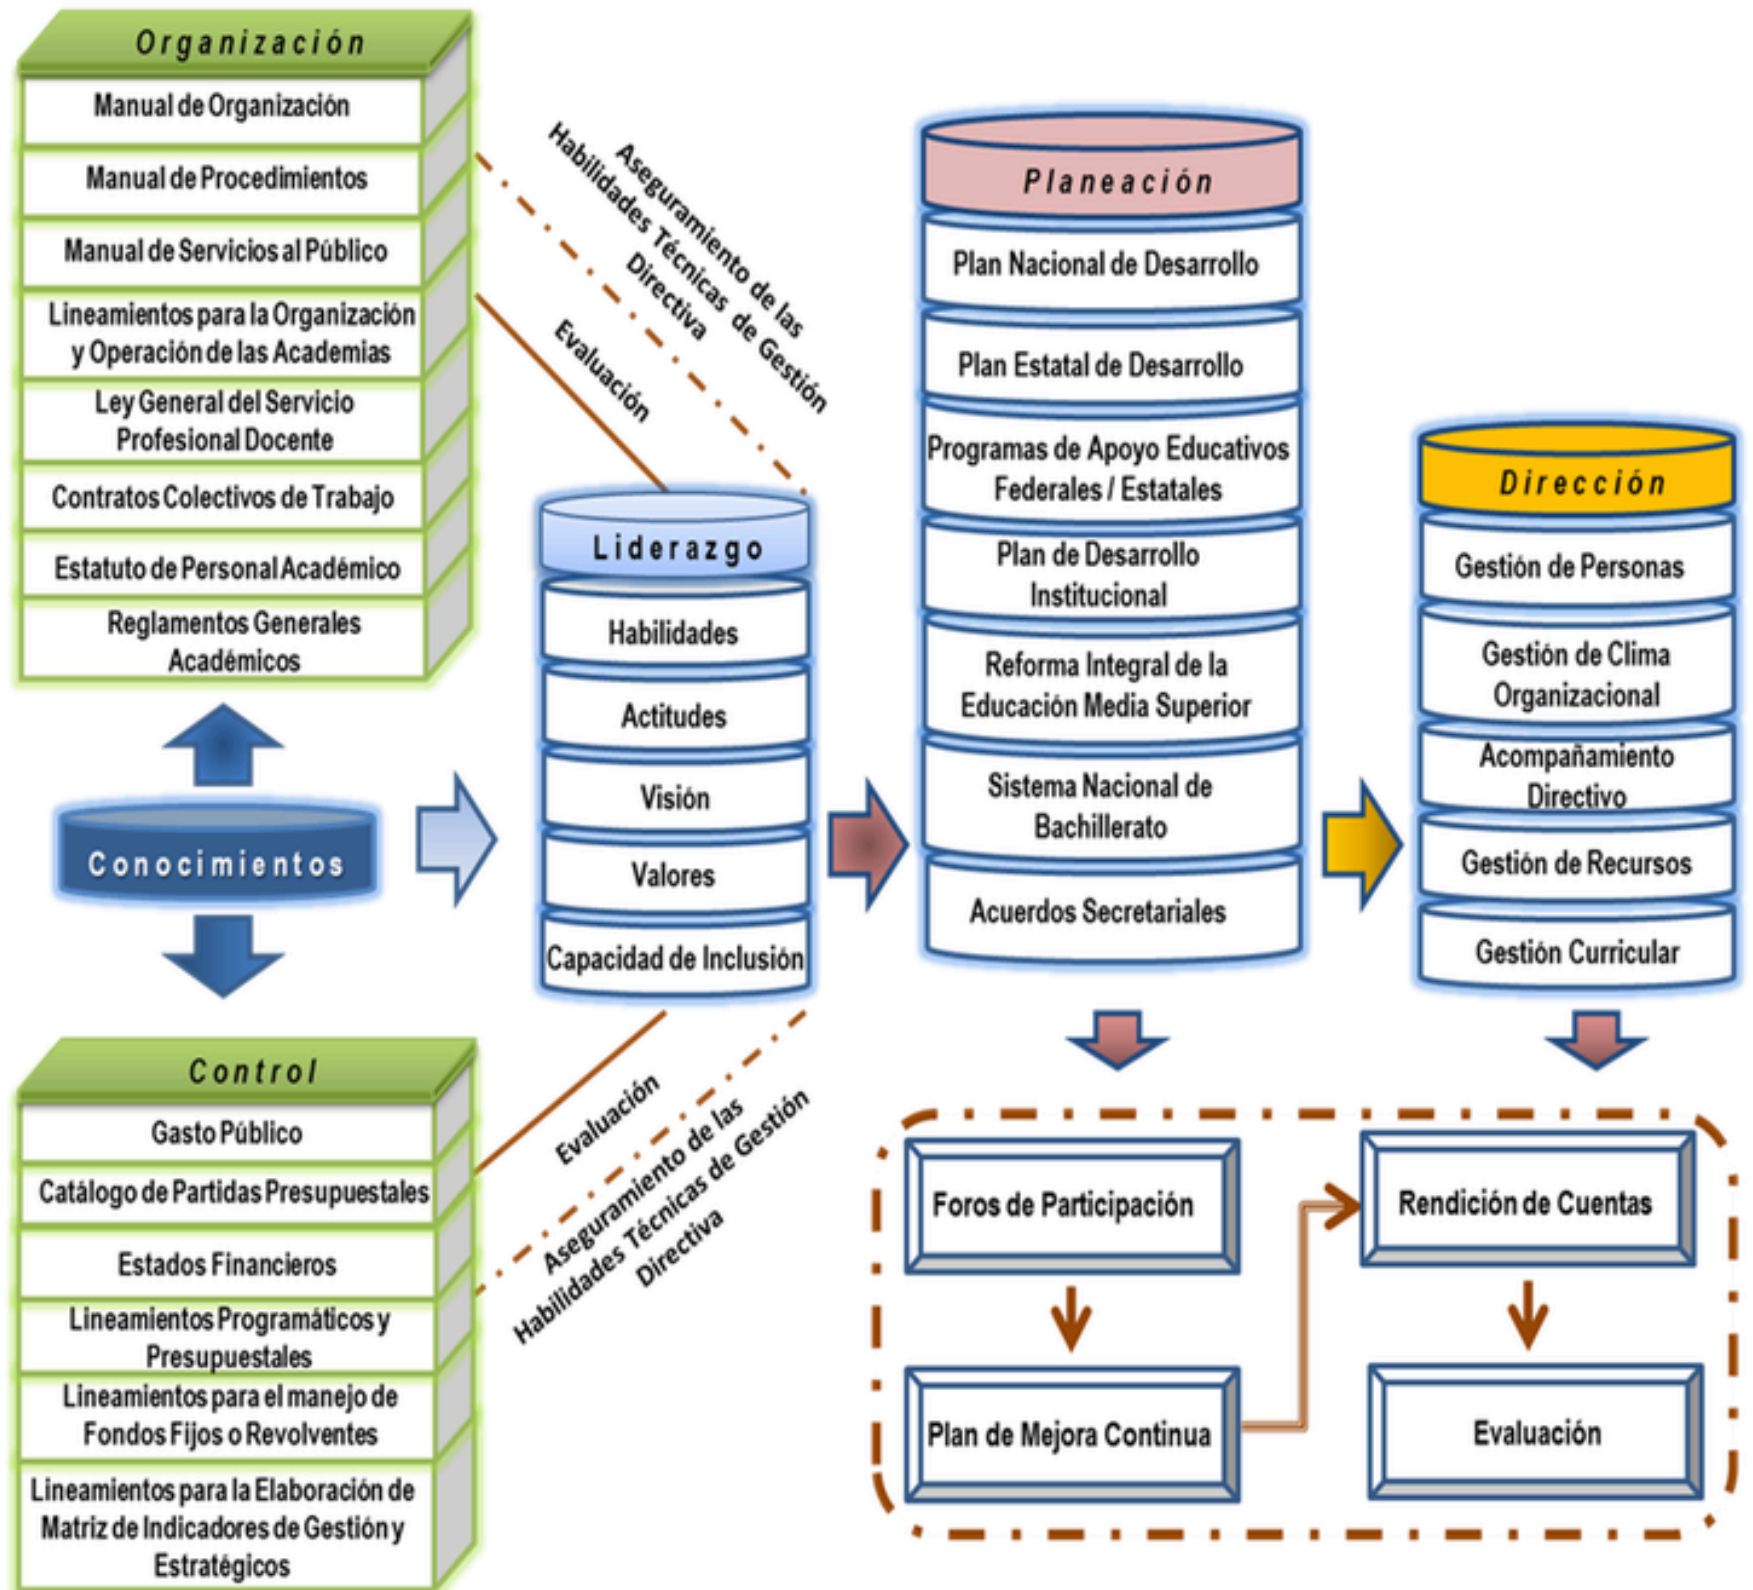 Organización
Manual de Organización
Manual de Procedimientos
Manual de Servicios al Público
Lineamientos para la Organización
y Operación de las Academias
Ley General del Servicio
Profesional Docente
Contratos Colectivos de Trabajo
Estatuto de Personal Académico
Reglamentos Generales
Académicos
Conocimientos
Control
Gasto Público
Catálogo de Partidas Presupuestales
Estados Financieros
Lineamientos Programáticos y
Presupuestales
Lineamientos para el manejo de
Fondos Fijos o Revolventes
Lineamientos para la Elaboración de
Matriz de Indicadores de Gestión y
Estratégicos
Aseguramiento de las
Habilidades Técnicas de Gestión
Directiva
Evaluación
Liderazgo
Habilidades
Actitudes
Visión
Valores
Capacidad de Inclusión
Evaluación
Aseguramiento de las
Habilidades Técnicas de Gestión
Directiva
Planeación
Plan Nacional de Desarrollo
Plan Estatal de Desarrollo
Programas de Apoyo Educativos
Federales / Estatales
Plan de Desarrollo
Institucional
Reforma Integral de la
Educación Media Superior
Sistema Nacional de
Bachillerato
Acuerdos Secretariales
Dirección
Gestión de Personas
Gestión de Clima
Organizacional
Acompañamiento
Directivo
Gestión de Recursos
Gestión Curricular
Foros de Participación
Plan de Mejora Continua
Rendición de Cuentas
Evaluación